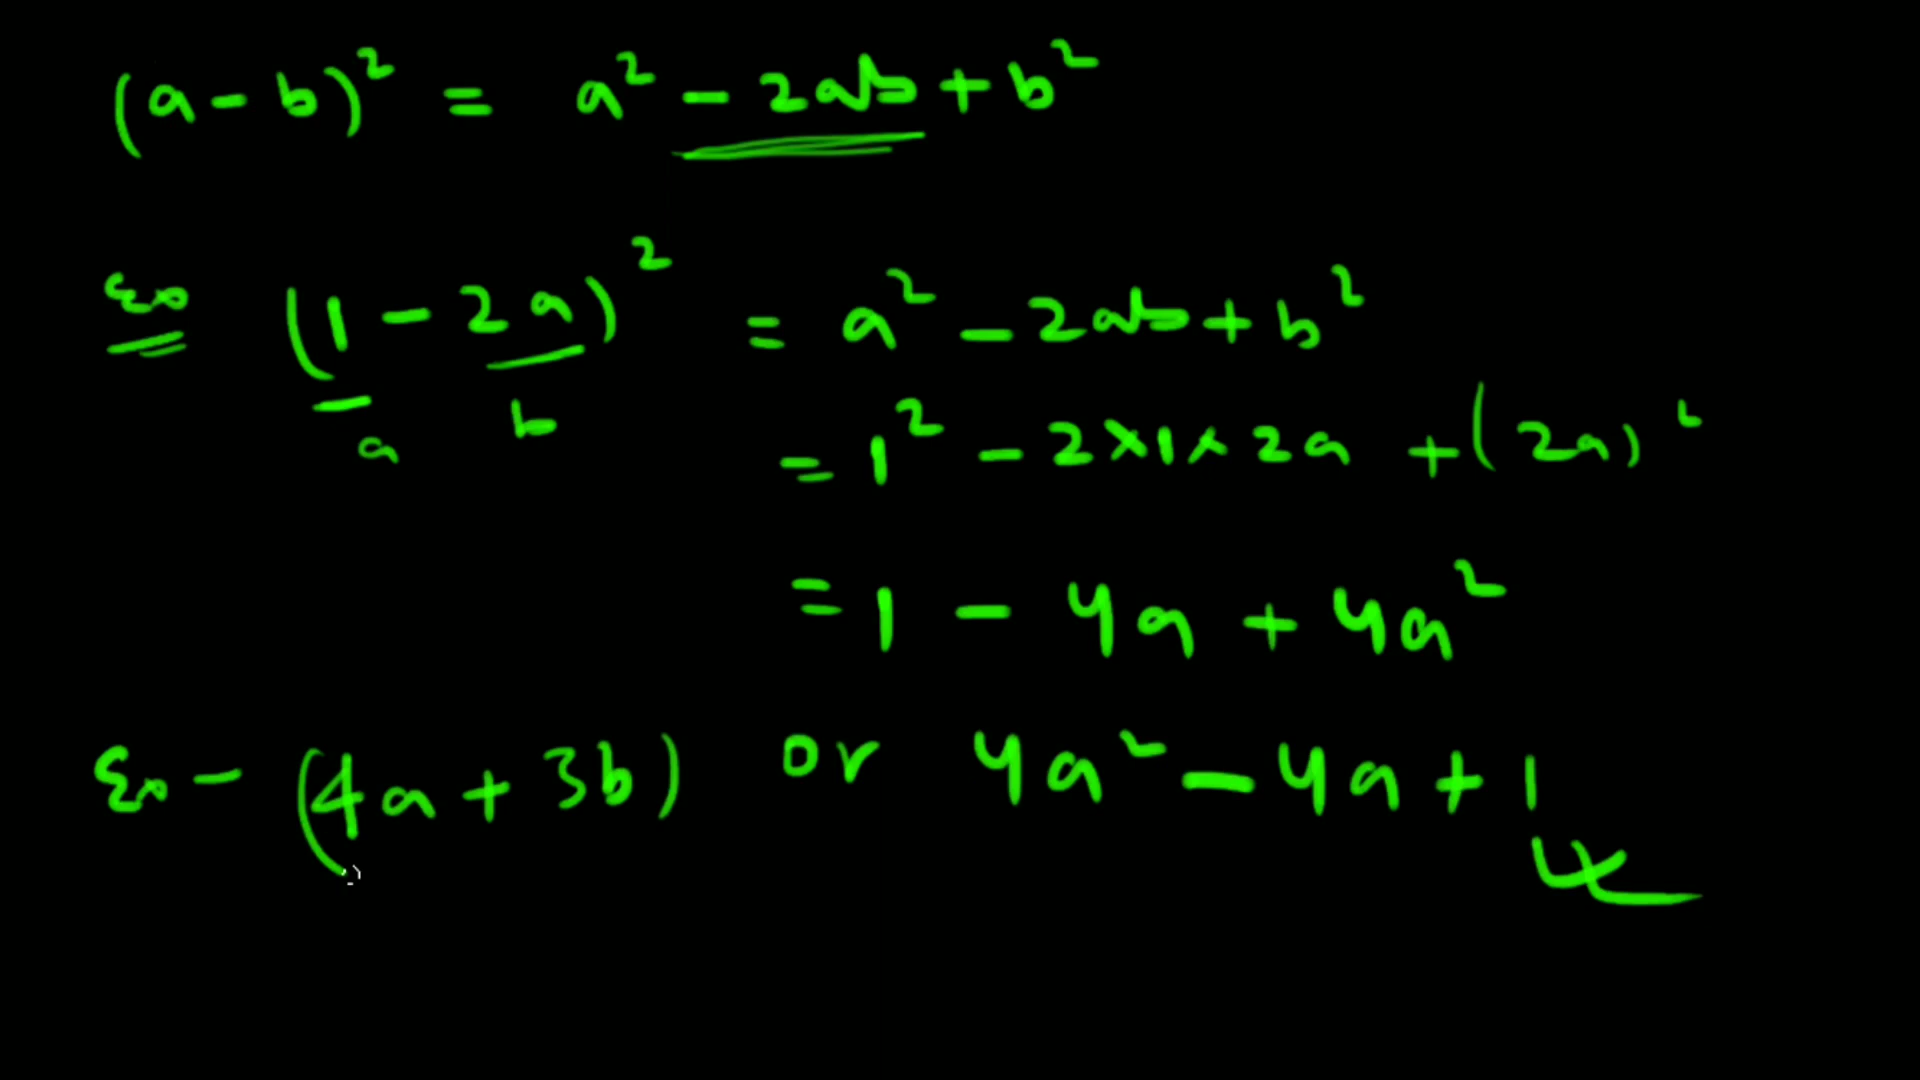 (a - b)² = a² - 2ab + b²
Ex (1 - 2a)² = a² - 2ab + b²
a b
= 1² - 2×1×2a + (2a)²
= 1 - 4a + 4a²
Ex - (4a + 3b) or 4a² - 4a + 1